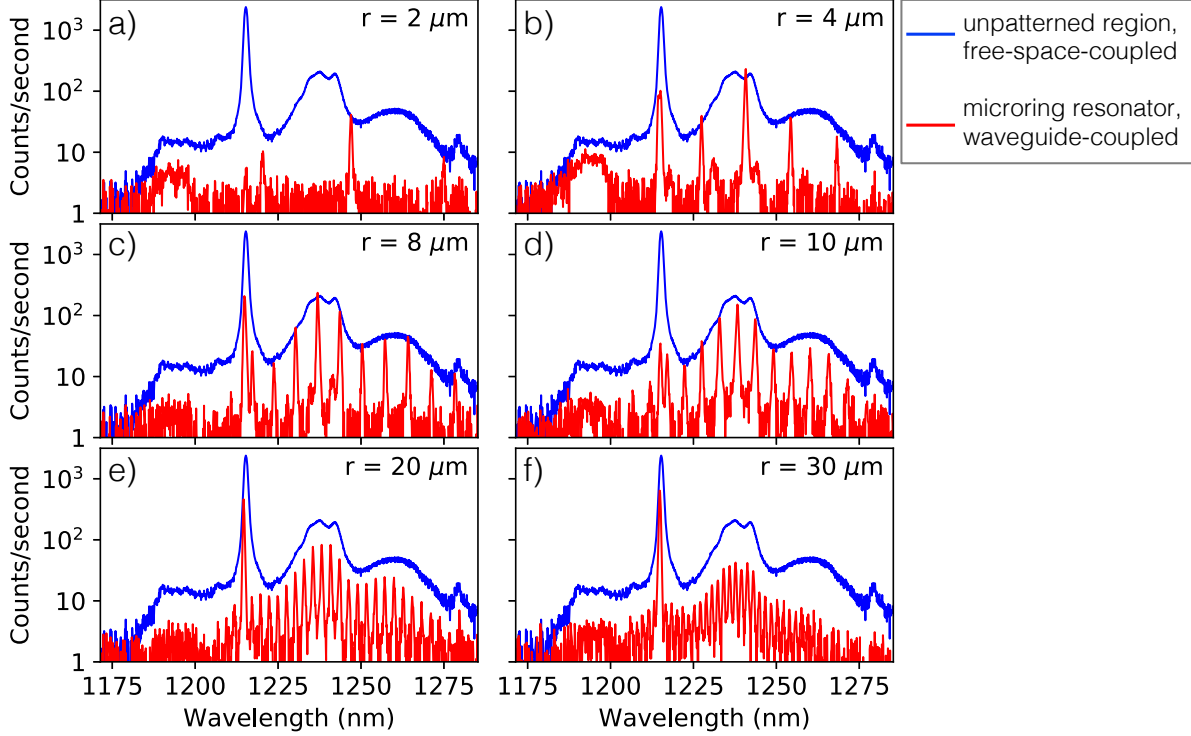 a) r = 2 μm
b) r = 4 μm
unpatterned region,
free-space-coupled
microring resonator,
waveguide-coupled
Counts/second
10³
10²
10
1
c) r = 8 μm
d) r = 10 μm
Counts/second
10³
10²
10
1
e) r = 20 μm
f) r = 30 μm
Counts/second
10³
10²
10
1
1175 1200 1225 1250 1275
1175 1200 1225 1250 1275
Wavelength (nm)
Wavelength (nm)